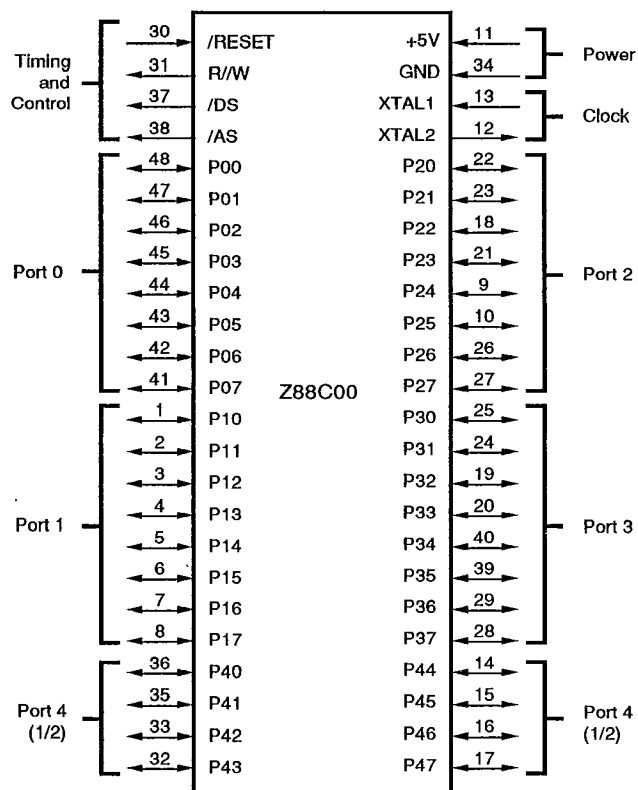 Timing
and
Control
30 /RESET
31 R//W
37 /DS
38 /AS
Port 0
48 P00
47 P01
46 P02
45 P03
44 P04
43 P05
42 P06
41 P07
Port 1
1 P10
2 P11
3 P12
4 P13
5 P14
6 P15
7 P16
8 P17
Port 4
(1/2)
36 P40
35 P41
33 P42
32 P43
Z88C00
+5V 11
GND 34
Power
XTAL1 13
XTAL2 12
Clock
P20 22
P21 23
P22 18
P23 21
P24 9
P25 10
P26 26
P27 27
Port 2
P30 25
P31 24
P32 19
P33 20
P34 40
P35 39
P36 29
P37 28
Port 3
P44 14
P45 15
P46 16
P47 17
Port 4
(1/2)